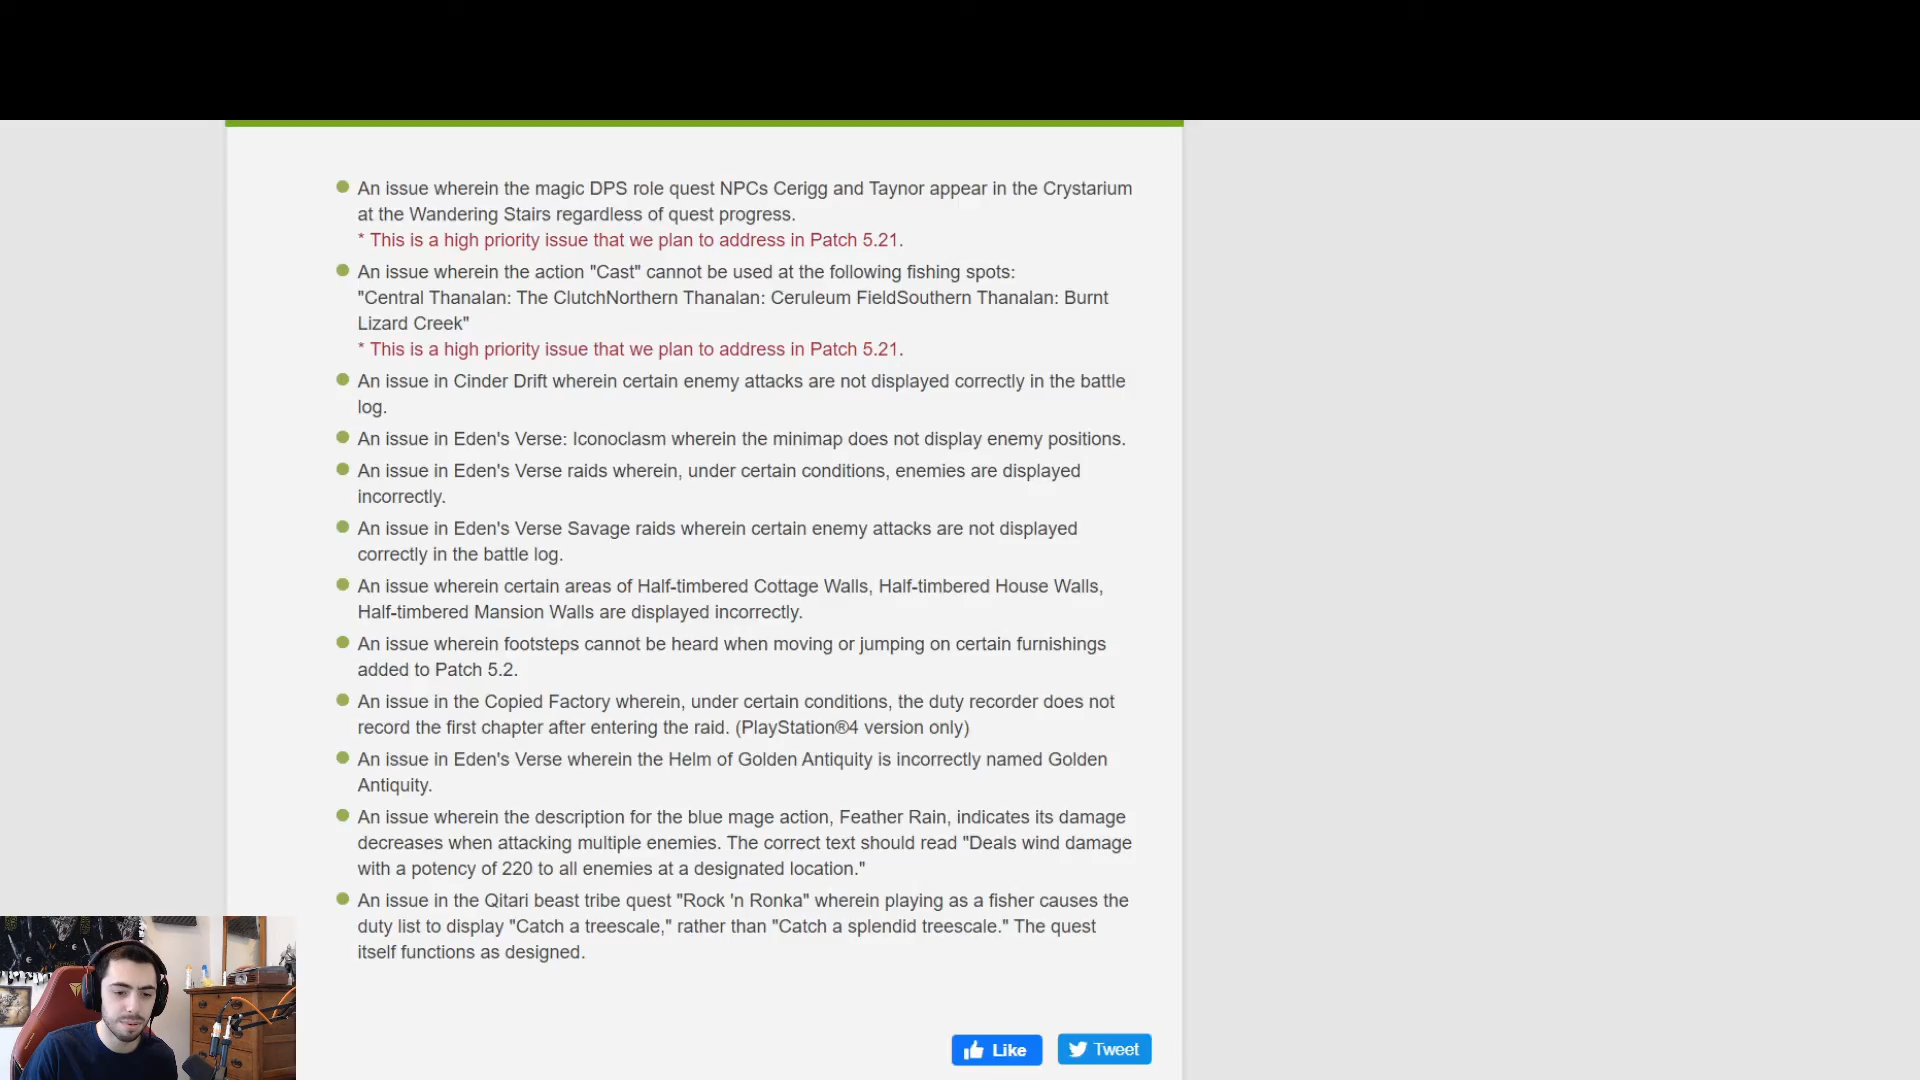 An issue wherein the magic DPS role quest NPCs Cerigg and Taynor appear in the Crystarium
at the Wandering Stairs regardless of quest progress.
* This is a high priority issue that we plan to address in Patch 5.21.
An issue wherein the action "Cast" cannot be used at the following fishing spots:
"Central Thanalan: The ClutchNorthern Thanalan: Ceruleum FieldSouthern Thanalan: Burnt
Lizard Creek"
* This is a high priority issue that we plan to address in Patch 5.21.
An issue in Cinder Drift wherein certain enemy attacks are not displayed correctly in the battle
log.
An issue in Eden's Verse: Iconoclasm wherein the minimap does not display enemy positions.
An issue in Eden's Verse raids wherein, under certain conditions, enemies are displayed
incorrectly.
An issue in Eden's Verse Savage raids wherein certain enemy attacks are not displayed
correctly in the battle log.
An issue wherein certain areas of Half-timbered Cottage Walls, Half-timbered House Walls,
Half-timbered Mansion Walls are displayed incorrectly.
An issue wherein footsteps cannot be heard when moving or jumping on certain furnishings
added to Patch 5.2.
An issue in the Copied Factory wherein, under certain conditions, the duty recorder does not
record the first chapter after entering the raid. (PlayStation®4 version only)
An issue in Eden's Verse wherein the Helm of Golden Antiquity is incorrectly named Golden
Antiquity.
An issue wherein the description for the blue mage action, Feather Rain, indicates its damage
decreases when attacking multiple enemies. The correct text should read "Deals wind damage
with a potency of 220 to all enemies at a designated location."
An issue in the Qitari beast tribe quest "Rock 'n Ronka" wherein playing as a fisher causes the
duty list to display "Catch a treescale," rather than "Catch a splendid treescale." The quest
itself functions as designed.
Like
Tweet